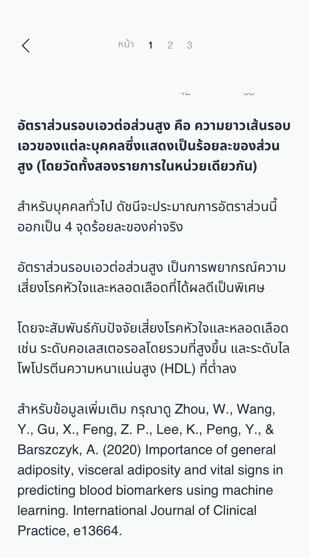 หน้า 1 2 3
อัตราส่วนรอบเอวต่อส่วนสูง คือ ความยาวเส้นรอบ
เอวของแต่ละบุคคลซึ่งแสดงเป็นร้อยละของส่วน
สูง (โดยวัดทั้งสองรายการในหน่วยเดียวกัน)
สำหรับบุคคลทั่วไป ดัชนีจะประมาณการอัตราส่วนนี้
ออกเป็น 4 จุดร้อยละของค่าจริง
อัตราส่วนรอบเอวต่อส่วนสูง เป็นการพยากรณ์ความ
เสี่ยงโรคหัวใจและหลอดเลือดที่ได้ผลดีเป็นพิเศษ
โดยจะสัมพันธ์กับปัจจัยเสี่ยงโรคหัวใจและหลอดเลือด
เช่น ระดับคอเลสเตอรอลโดยรวมที่สูงขึ้น และระดับไล
โพโปรตีนความหนาแน่นสูง (HDL) ที่ต่ำลง
สำหรับข้อมูลเพิ่มเติม กรุณาดู Zhou, W., Wang,
Y., Gu, X., Feng, Z. P., Lee, K., Peng, Y., &
Barszczyk, A. (2020) Importance of general
adiposity, visceral adiposity and vital signs in
predicting blood biomarkers using machine
learning. International Journal of Clinical
Practice, e13664.